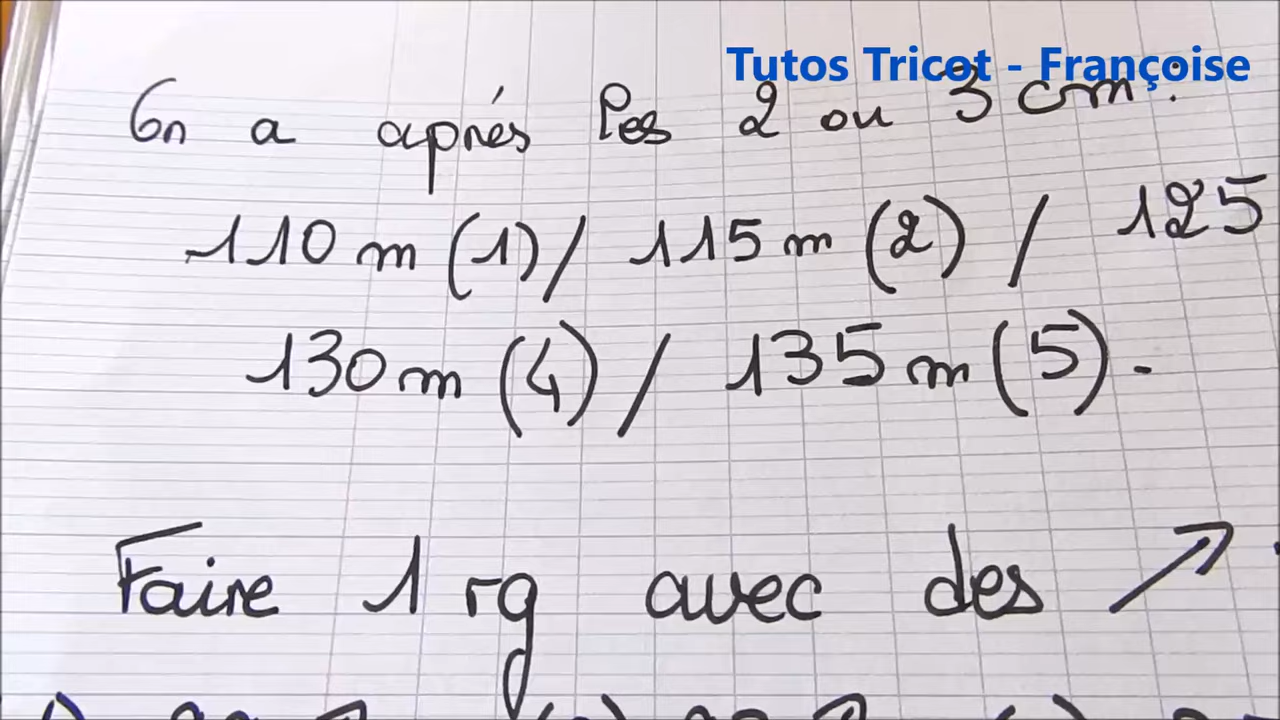 Tutos Tricot - Françoise
On a après les 2 ou 3 cm :
110 m (1) / 115 m (2) / 125
130 m (4) / 135 m (5).
Faire 1 rg avec des ↗